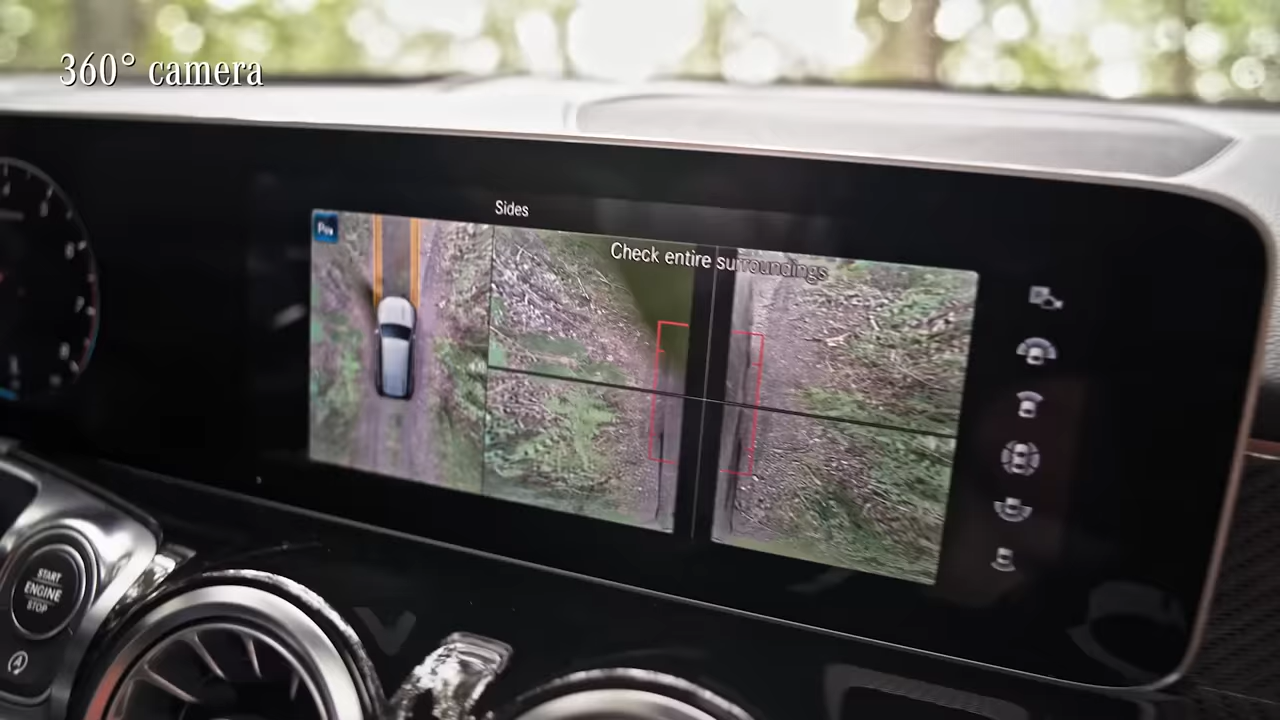 360° camera
Sides
Check entire surroundings
START
ENGINE
STOP
A